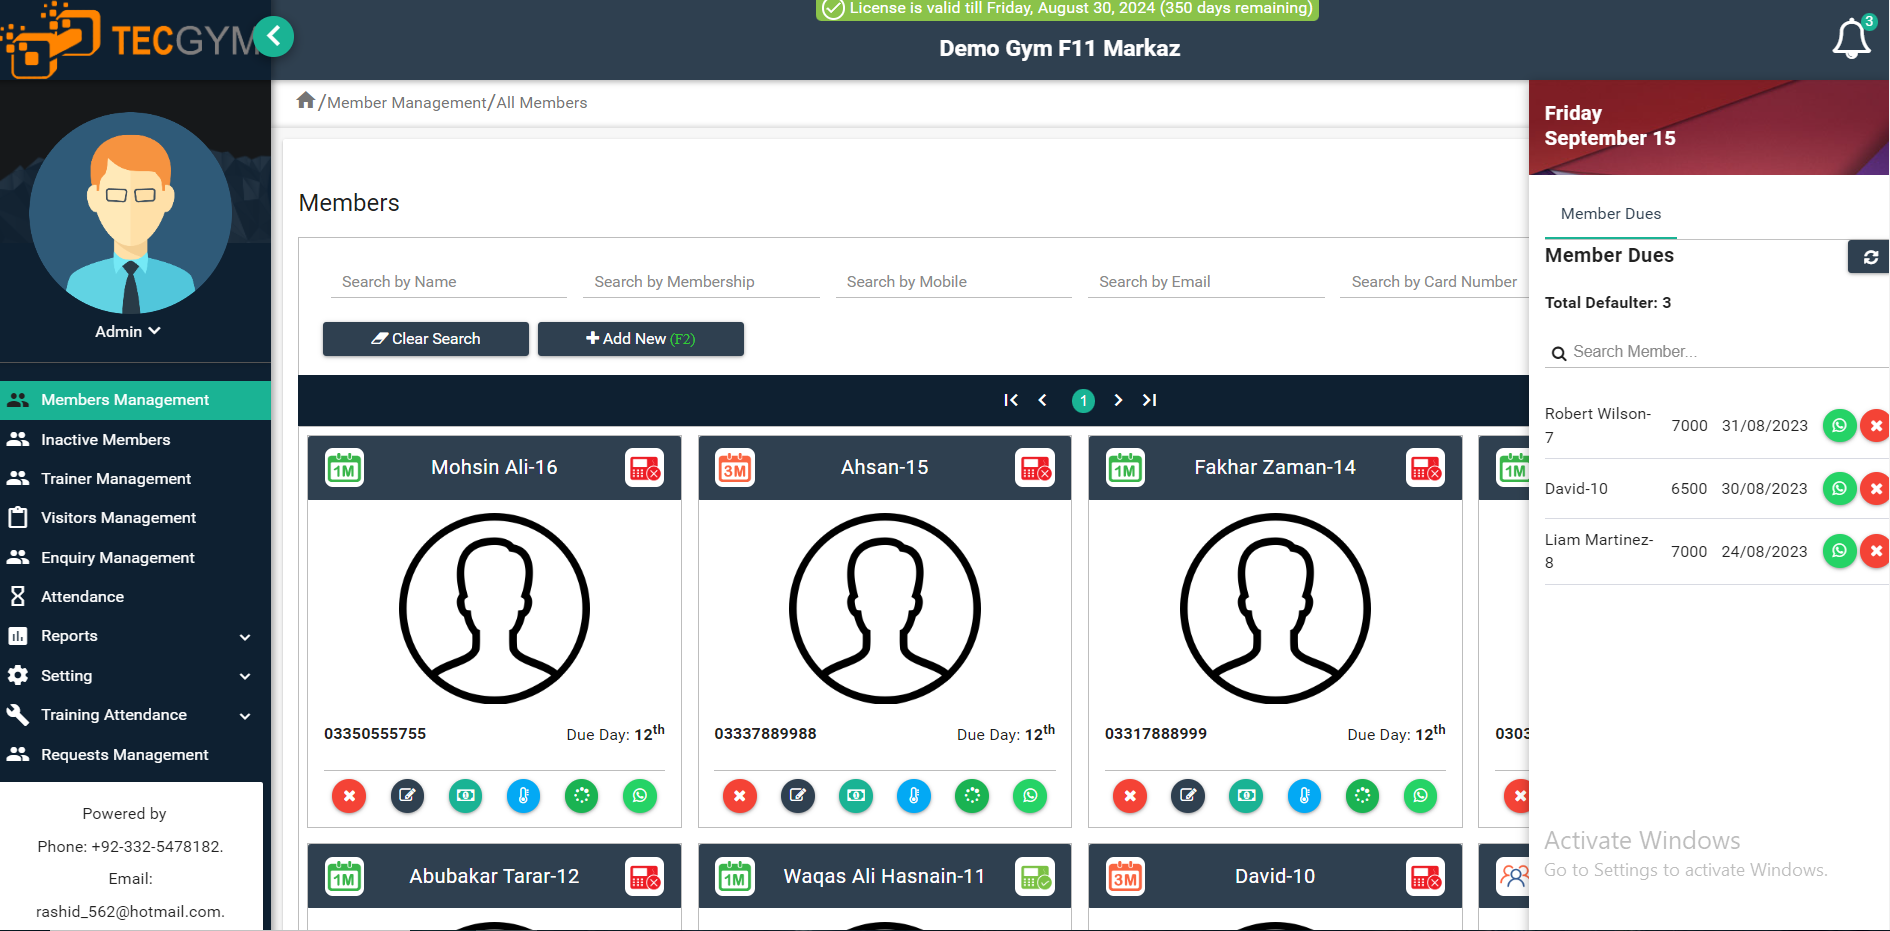 TECGYM
License is valid till Friday, August 30, 2024 (350 days remaining)
Demo Gym F11 Markaz
3
/Member Management/All Members
Friday
September 15
Admin
Members Management
Inactive Members
Trainer Management
Visitors Management
Enquiry Management
Attendance
Reports
Setting
Training Attendance
Requests Management
Powered by
Phone: +92-332-5478182.
Email:
rashid_562@hotmail.com.
Members
Search by Name
Search by Membership
Search by Mobile
Search by Email
Search by Card Number
Clear Search
Add New (F2)
1
1M
Mohsin Ali-16
03350555755
Due Day: 12th
3M
Ahsan-15
03337889988
Due Day: 12th
1M
Fakhar Zaman-14
03317888999
Due Day: 12th
1M
0303
1M
Abubakar Tarar-12
1M
Waqas Ali Hasnain-11
3M
David-10
Member Dues
Member Dues
Total Defaulter: 3
Search Member...
Robert Wilson-
7
7000 31/08/2023
David-10 6500 30/08/2023
Liam Martinez-
8
7000 24/08/2023
Activate Windows
Go to Settings to activate Windows.